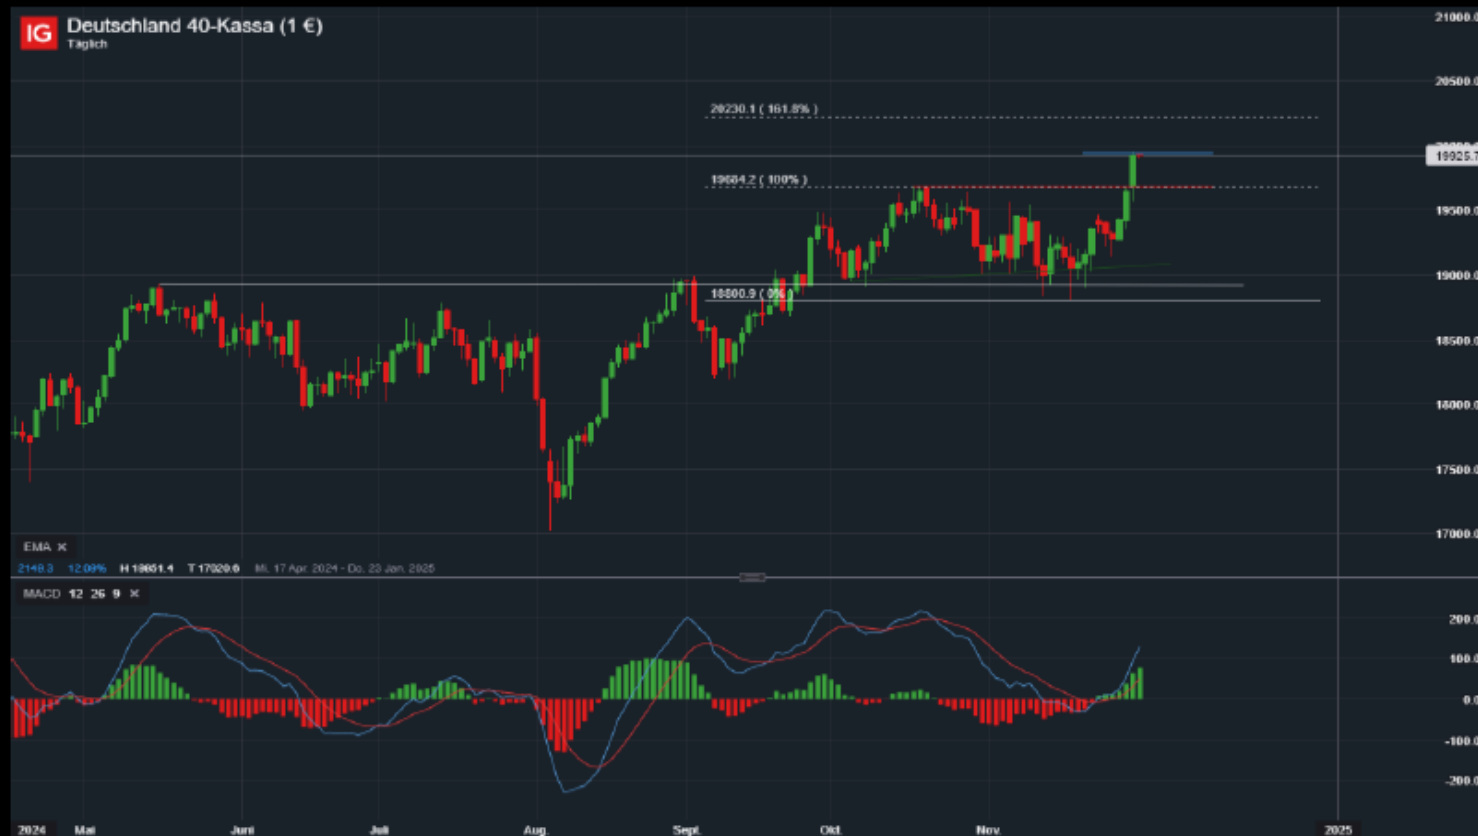 IG
Deutschland 40-Kassa (1 €)
Täglich
21000.0
20500.0
20230.1 ( 161.8% )
19925.7
19684.2 ( 100% )
19500.0
19000.0
18800.9 ( 0% )
18500.0
18000.0
17500.0
17000.0
EMA ×
2148.3 12.09% H 19851.4 T 17020.6 Mi. 17 Apr. 2024 - Do. 23 Jan. 2025
MACD 12 26 9 ×
200.0
100.0
0.0
-100.0
-200.0
2024 Mai Juni Juli Aug. Sept. Okt. Nov. 2025